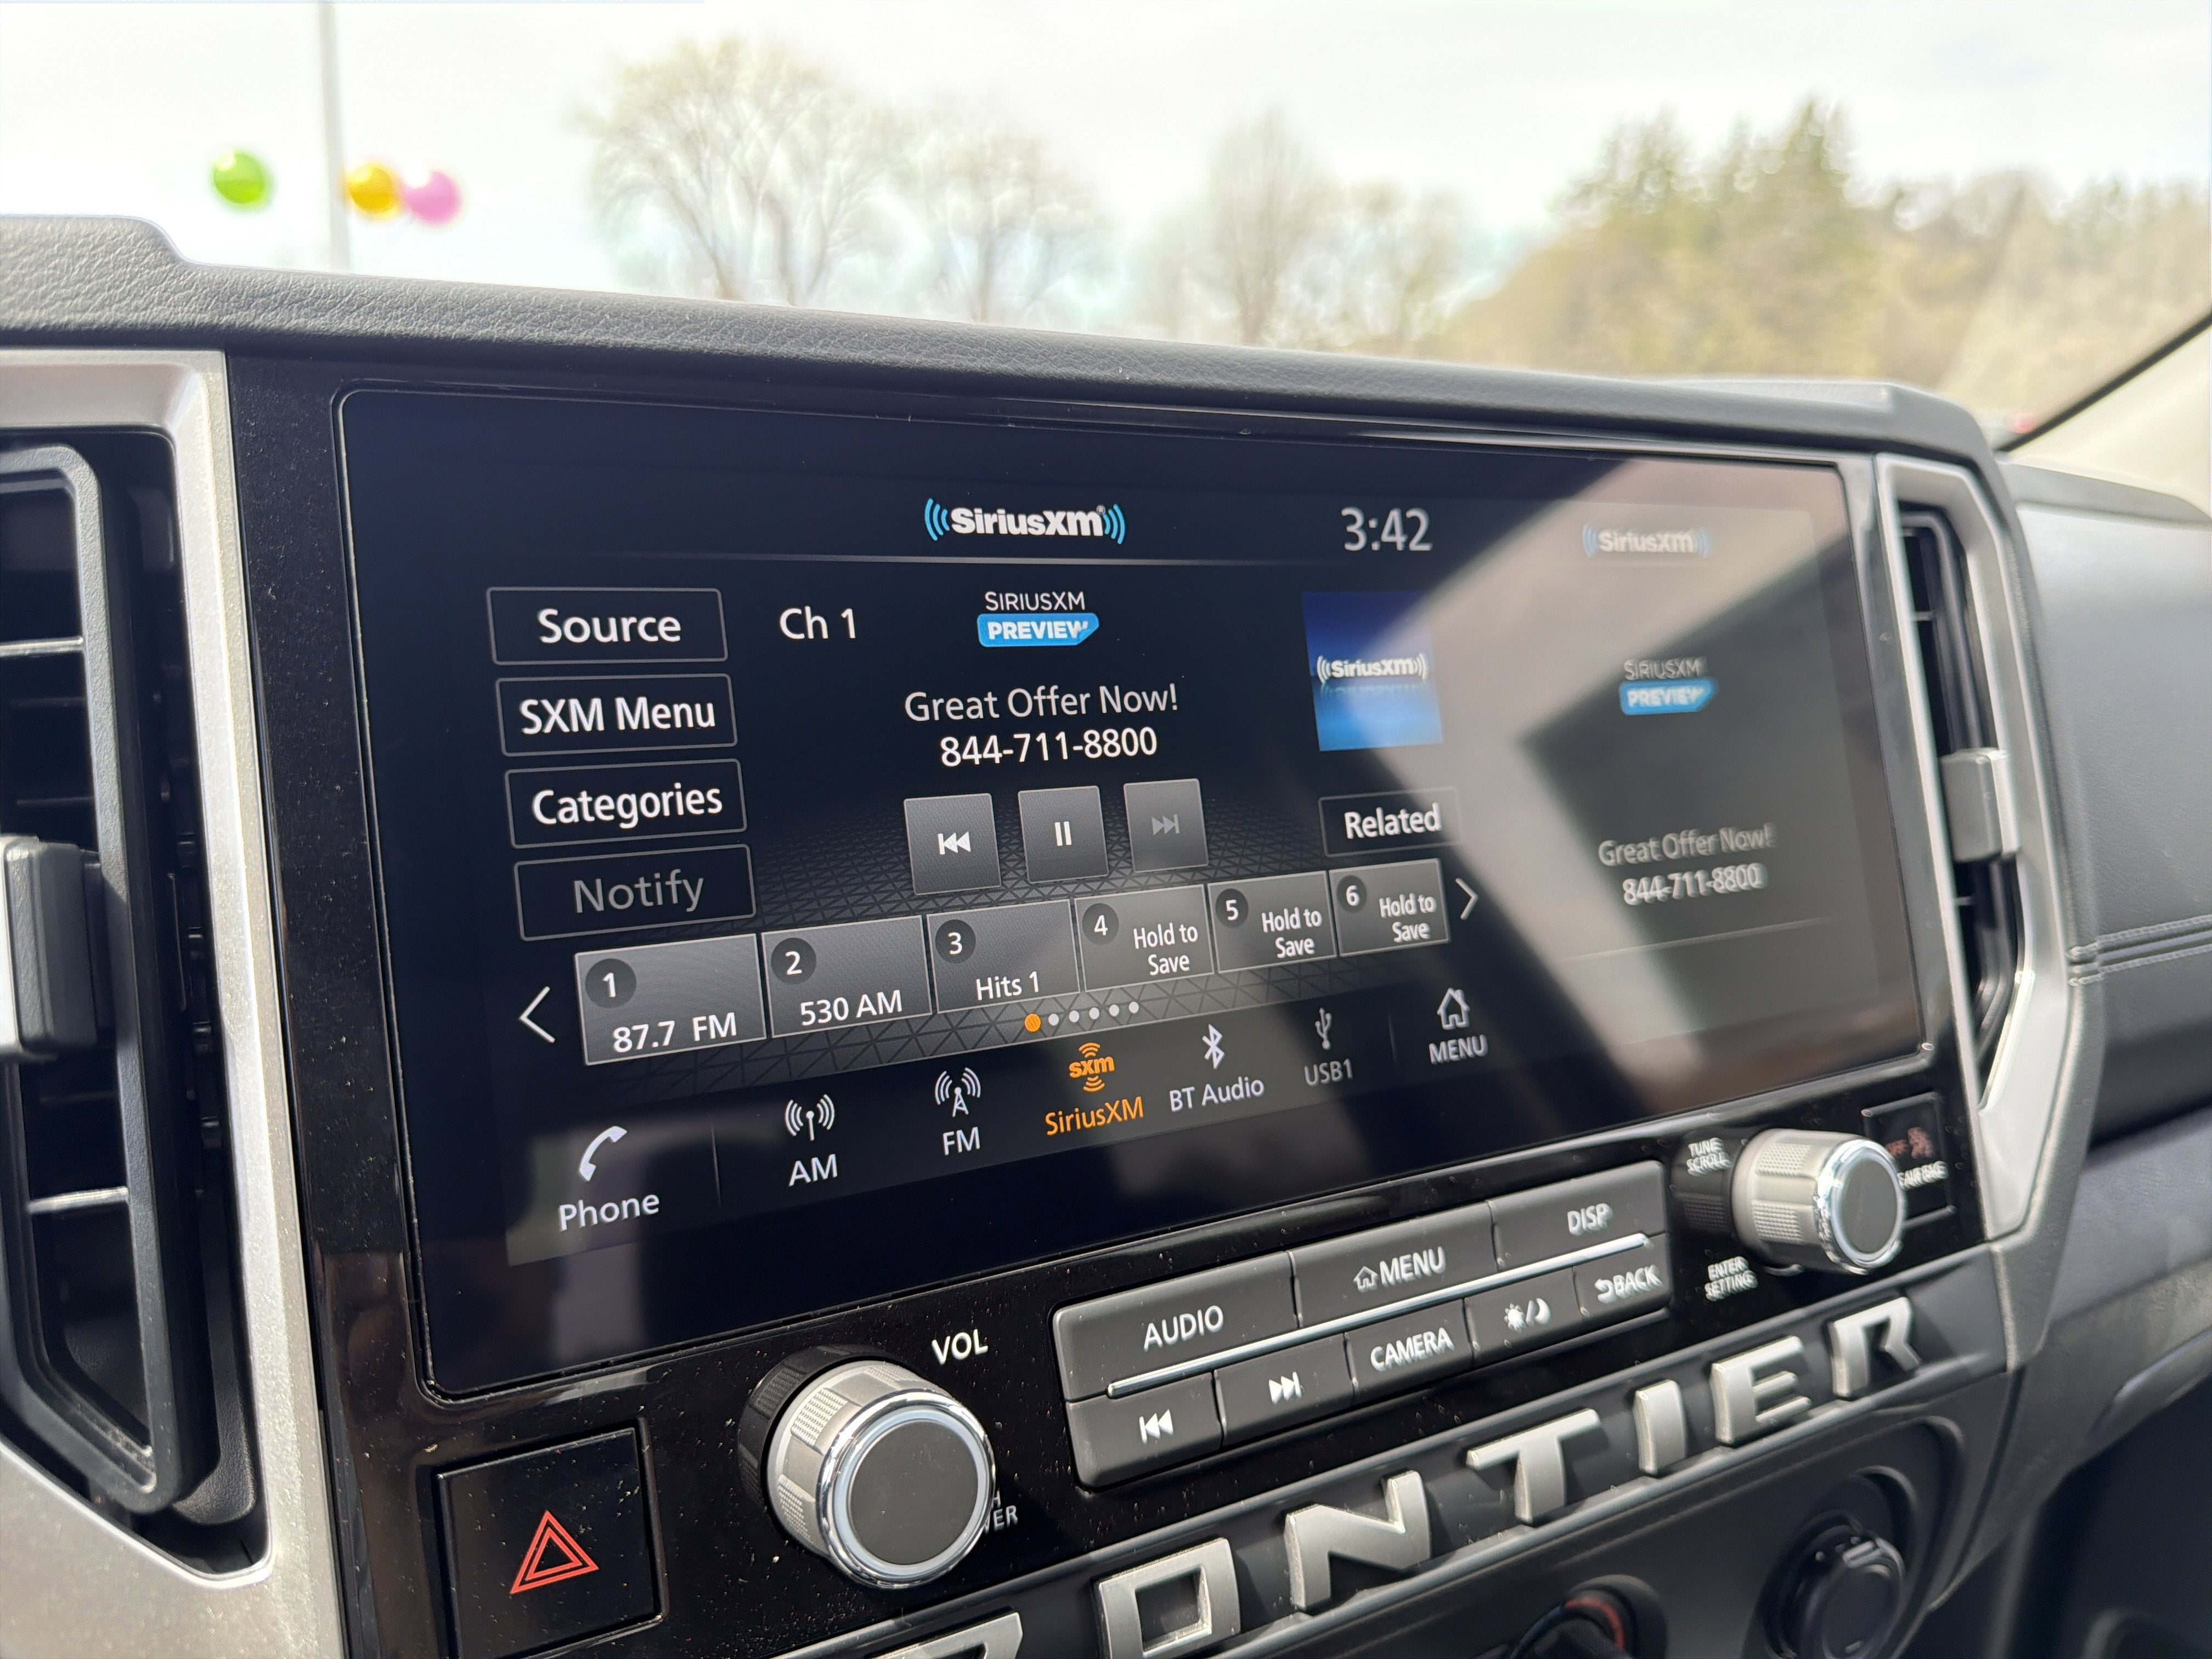 SiriusXM
3:42
SiriusXM
Source
Ch 1
SIRIUSXM
PREVIEW
SiriusXM
SXM Menu
Great Offer Now!
844-711-8800
SIRIUSXM
PREVIEW
Categories
Related
Notify
Great Offer Now!
844-711-8800
1
87.7 FM
2
530 AM
3
Hits 1
4
Hold to
Save
5
Hold to
Save
6
Hold to
Save
Phone
AM
FM
sxm
SiriusXM
BT Audio
USB1
MENU
VOL
AUDIO
MENU
DISP
CAMERA
BACK
TUNE
SCROLL
ENTER
SETTING
ONTIER